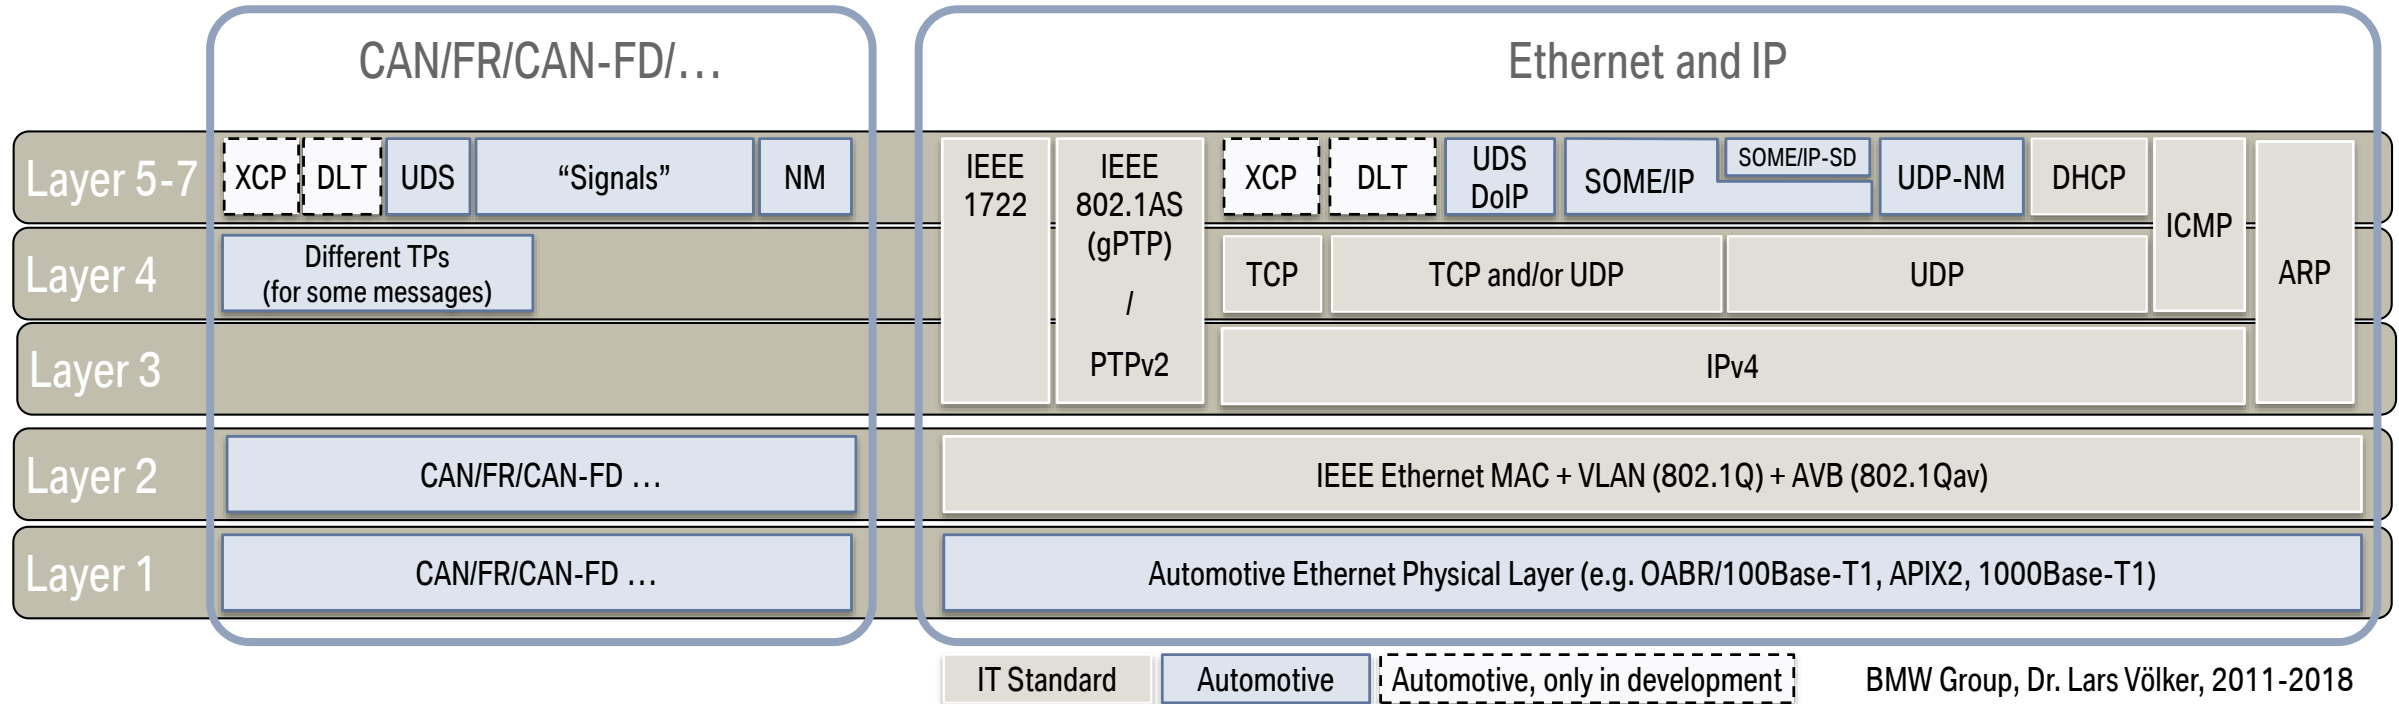 CAN/FR/CAN-FD/…
Ethernet and IP
Layer 5-7
XCP
DLT
UDS
“Signals”
NM
IEEE
1722
IEEE
802.1AS
(gPTP)
/
PTPv2
XCP
DLT
UDS
DoIP
SOME/IP
SOME/IP-SD
UDP-NM
DHCP
ICMP
ARP
Layer 4
Different TPs
(for some messages)
TCP
TCP and/or UDP
UDP
Layer 3
IPv4
Layer 2
CAN/FR/CAN-FD …
IEEE Ethernet MAC + VLAN (802.1Q) + AVB (802.1Qav)
Layer 1
CAN/FR/CAN-FD …
Automotive Ethernet Physical Layer (e.g. OABR/100Base-T1, APIX2, 1000Base-T1)
IT Standard
Automotive
Automotive, only in development
BMW Group, Dr. Lars Völker, 2011-2018